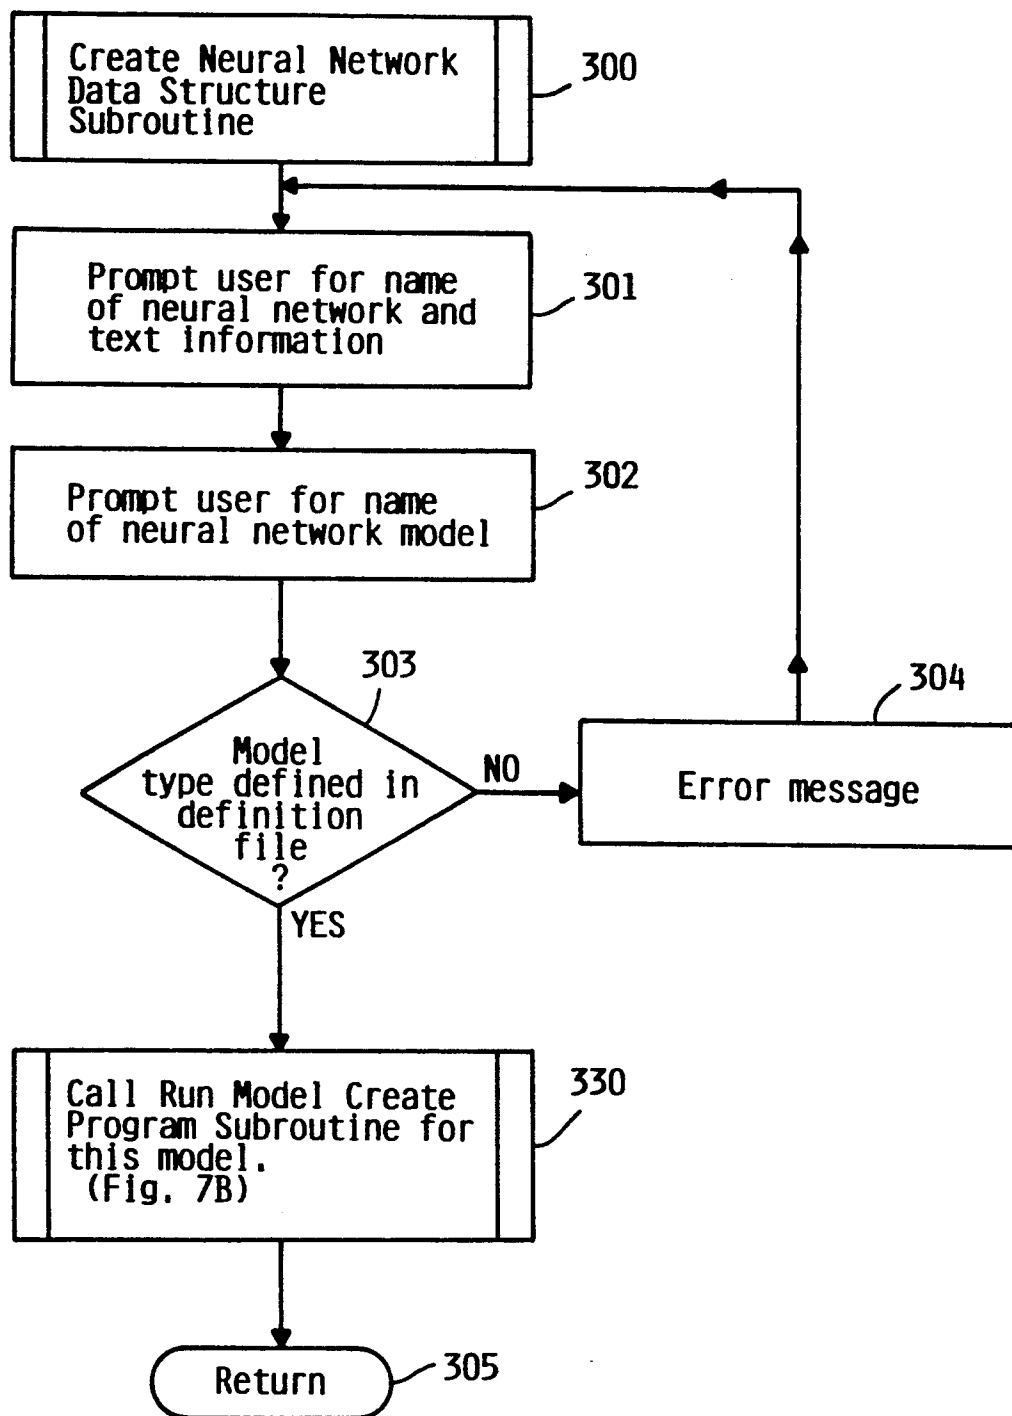 Create Neural Network
Data Structure
Subroutine
300
Prompt user for name
of neural network and
text information
301
Prompt user for name
of neural network model
302
303
Model
type defined in
definition
file
?
NO
304
Error message
YES
Call Run Model Create
Program Subroutine for
this model.
(Fig. 7B)
330
Return
305